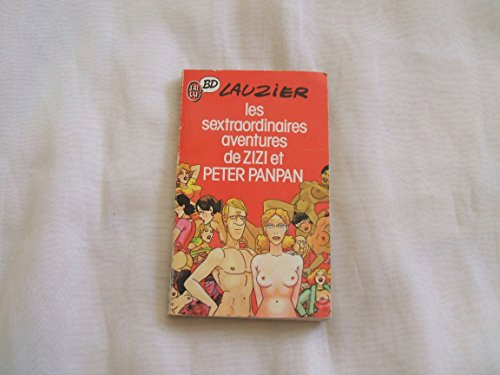 J'AI LU
BD
LAUZIER
les
sextraordinaires
aventures
de ZIZI et
PETER PANPAN